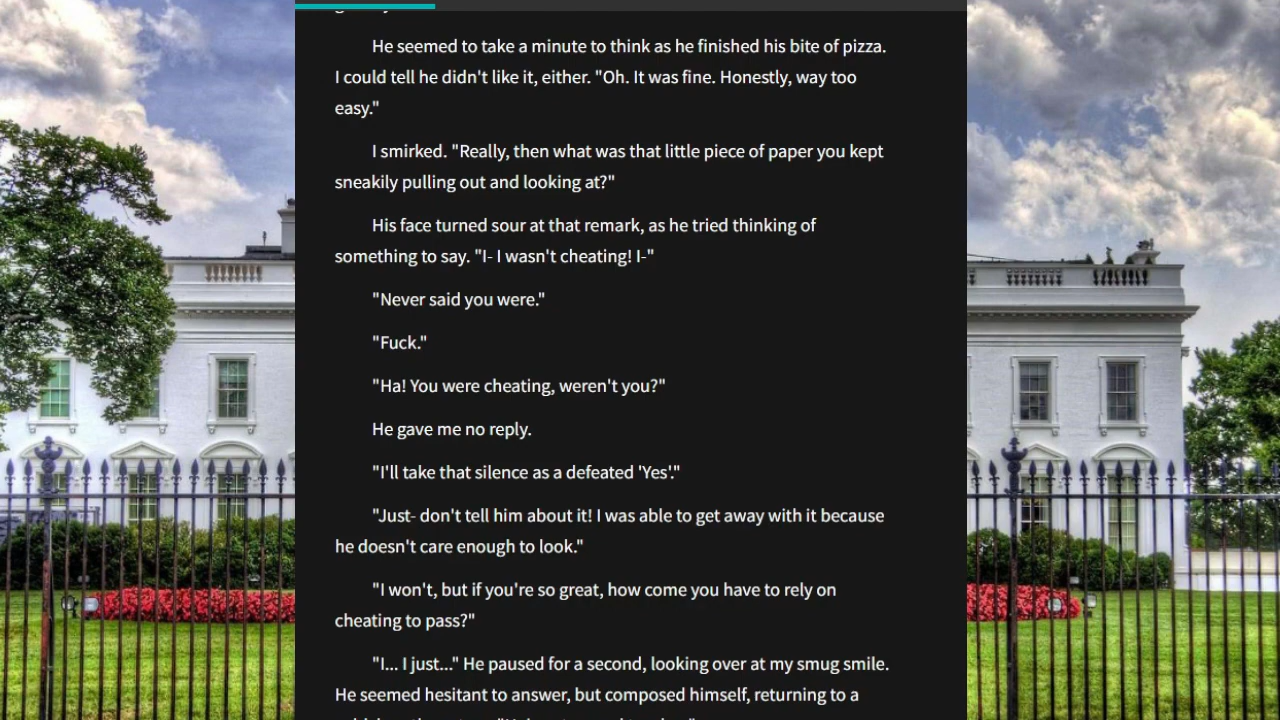 He seemed to take a minute to think as he finished his bite of pizza.
I could tell he didn't like it, either. "Oh. It was fine. Honestly, way too
easy."
I smirked. "Really, then what was that little piece of paper you kept
sneakily pulling out and looking at?"
His face turned sour at that remark, as he tried thinking of
something to say. "I- I wasn't cheating! I-"
"Never said you were."
"Fuck."
"Ha! You were cheating, weren't you?"
He gave me no reply.
"I'll take that silence as a defeated 'Yes'."
"Just- don't tell him about it! I was able to get away with it because
he doesn't care enough to look."
"I won't, but if you're so great, how come you have to rely on
cheating to pass?"
"I... I just..." He paused for a second, looking over at my smug smile.
He seemed hesitant to answer, but composed himself, returning to a